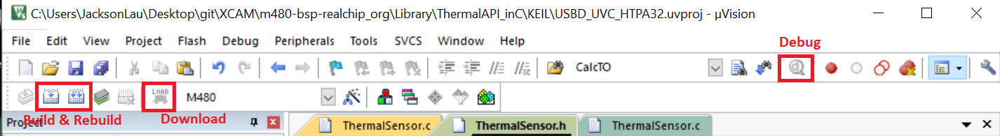 C:\Users\JacksonLau\Desktop\git\XCAM\m480-bsp-realchip_org\Library\ThermalAPI_inC\KEIL\USBD_UVC_HTPA32.uvproj - µVision
File Edit View Project Flash Debug Peripherals Tools SVCS Window Help
Debug
CalcTO
LOAD
M480
Build & Rebuild Download
Project
ThermalSensor.c ThermalSensor.h ThermalSensor.c